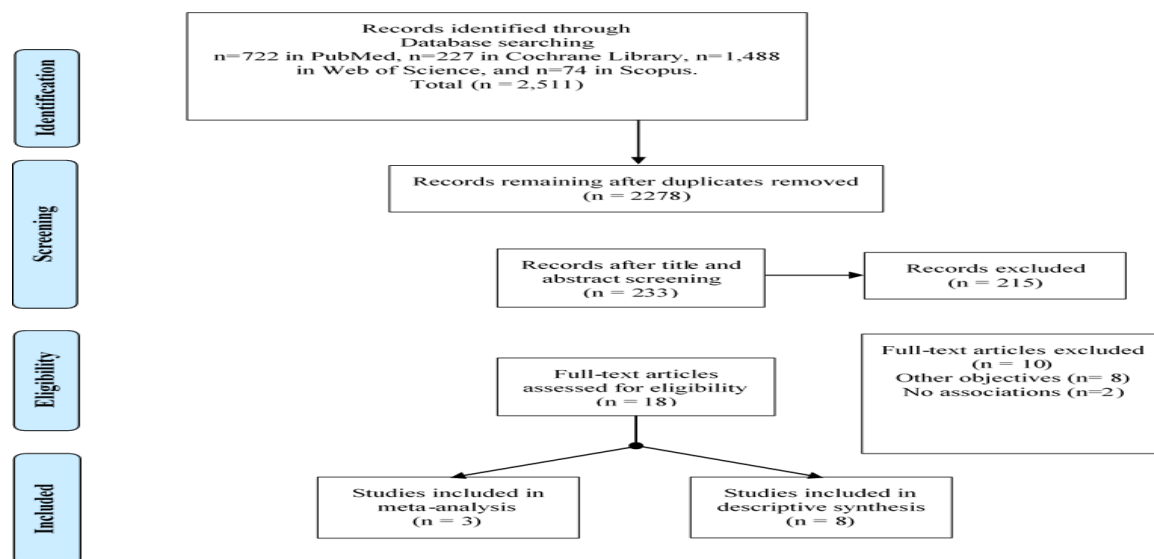 Identification
Records identified through
Database searching
n=722 in PubMed, n=227 in Cochrane Library, n=1,488
in Web of Science, and n=74 in Scopus.
Total (n = 2,511)
Screening
Records remaining after duplicates removed
(n = 2278)
Records after title and
abstract screening
(n = 233)
Records excluded
(n = 215)
Eligibility
Full-text articles
assessed for eligibility
(n = 18)
Full-text articles excluded
(n = 10)
Other objectives (n= 8)
No associations (n=2)
Included
Studies included in
meta-analysis
(n = 3)
Studies included in
descriptive synthesis
(n = 8)